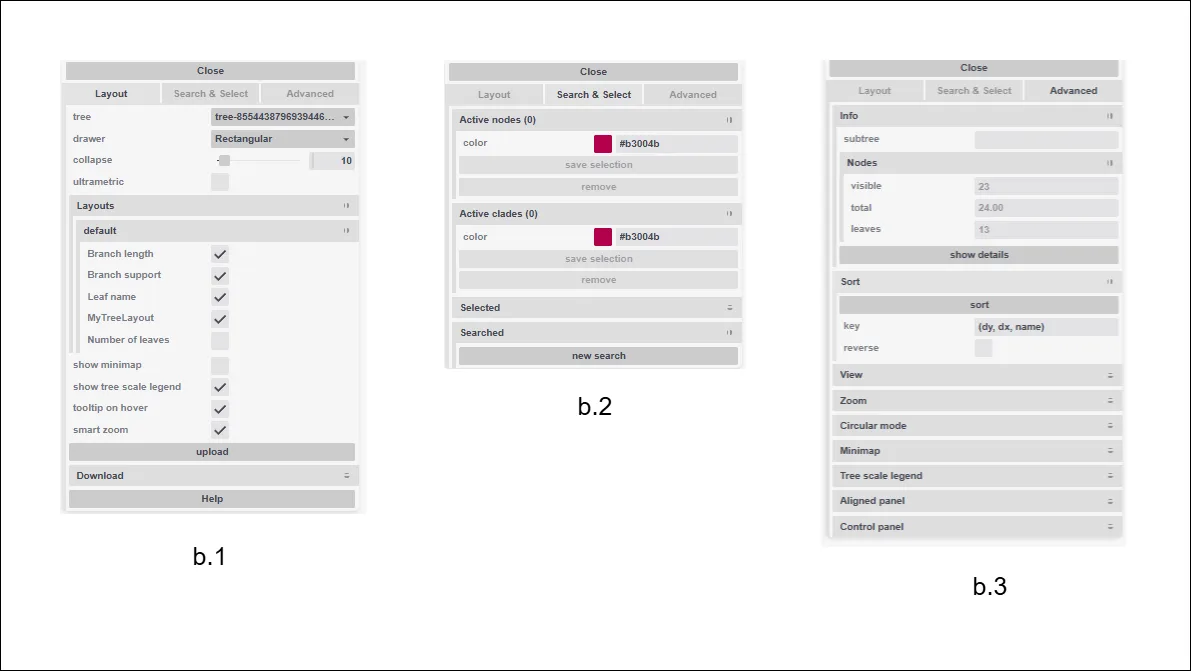 Close
Layout Search & Select Advanced
tree tree-8554438796939446...
drawer Rectangular
collapse 10
ultrametric
Layouts
default
Branch length
Branch support
Leaf name
MyTreeLayout
Number of leaves
show minimap
show tree scale legend
tooltip on hover
smart zoom
upload
Download
Help
b.1
Close
Layout Search & Select Advanced
Active nodes (0)
color #b3004b
save selection
remove
Active clades (0)
color #b3004b
save selection
remove
Selected
Searched
new search
b.2
Close
Layout Search & Select Advanced
Info
subtree
Nodes
visible 23
total 24.00
leaves 13
show details
Sort
sort
key (dy, dx, name)
reverse
View
Zoom
Circular mode
Minimap
Tree scale legend
Aligned panel
Control panel
b.3